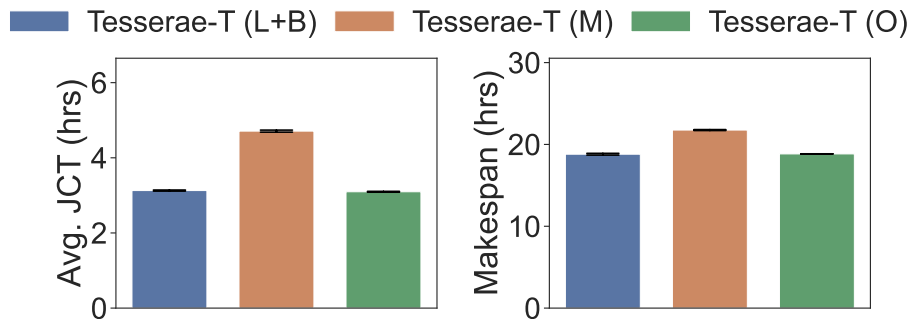 Tesserae-T (L+B) Tesserae-T (M) Tesserae-T (O)
Avg. JCT (hrs)
6
4
2
0
Makespan (hrs)
30
20
10
0